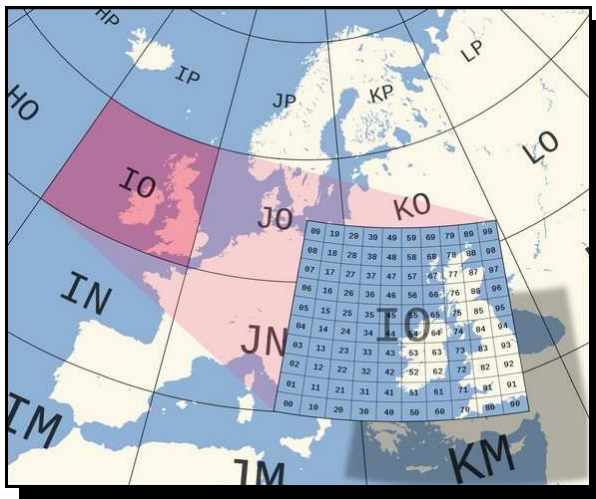 HP
IP
LP
KP
JP
HO
LO
IO
KO
JO
09 19 29 39 49 59 69 79 89 99
08 18 28 38 48 58 68 78 88 98
07 17 27 37 47 57 67 77 87 97
06 16 26 36 46 56 66 76 86 96
05 15 25 35 45 55 65 75 85 95
04 14 24 34 44 54 64 74 84 94
03 13 23 33 43 53 63 73 83 93
02 12 22 32 42 52 62 72 82 92
01 11 21 31 41 51 61 71 81 91
00 10 20 30 40 50 60 70 80 90
IO
IN
JN
IM
JM
KM